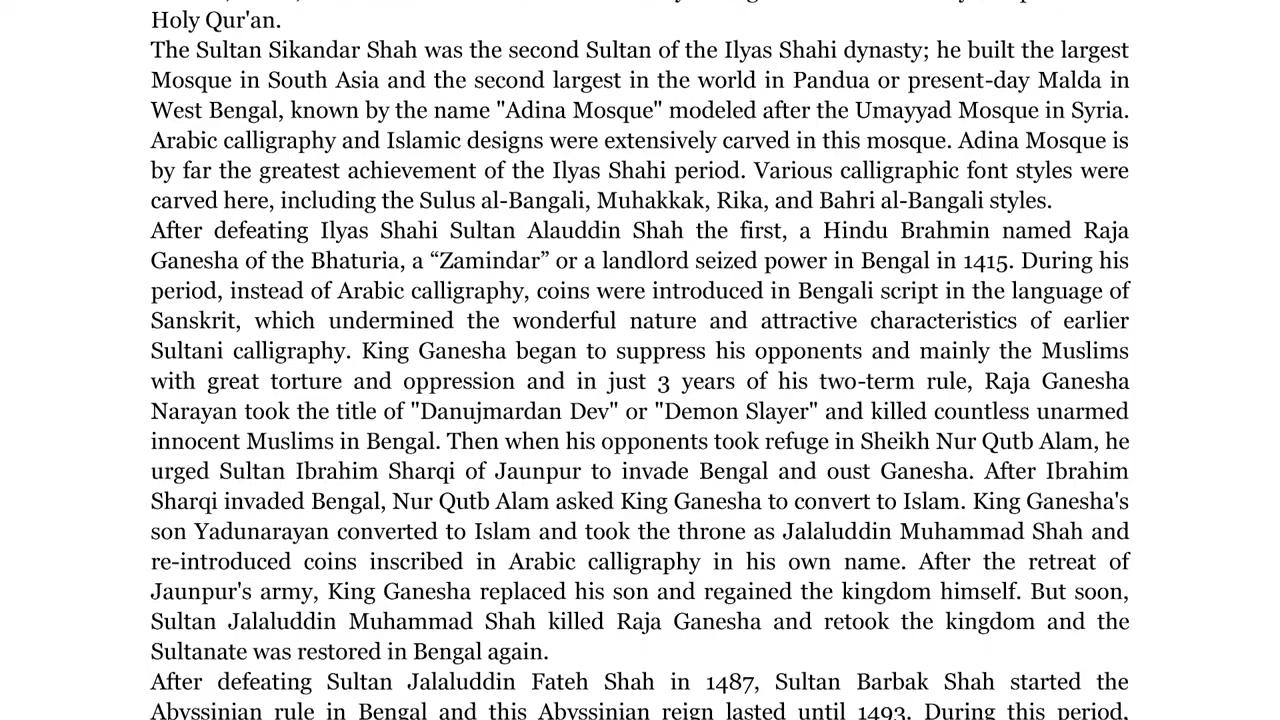 Holy Qur'an.
The Sultan Sikandar Shah was the second Sultan of the Ilyas Shahi dynasty; he built the largest
Mosque in South Asia and the second largest in the world in Pandua or present-day Malda in
West Bengal, known by the name "Adina Mosque" modeled after the Umayyad Mosque in Syria.
Arabic calligraphy and Islamic designs were extensively carved in this mosque. Adina Mosque is
by far the greatest achievement of the Ilyas Shahi period. Various calligraphic font styles were
carved here, including the Sulus al-Bangali, Muhakkak, Rika, and Bahri al-Bangali styles.
After defeating Ilyas Shahi Sultan Alauddin Shah the first, a Hindu Brahmin named Raja
Ganesha of the Bhaturia, a “Zamindar” or a landlord seized power in Bengal in 1415. During his
period, instead of Arabic calligraphy, coins were introduced in Bengali script in the language of
Sanskrit, which undermined the wonderful nature and attractive characteristics of earlier
Sultani calligraphy. King Ganesha began to suppress his opponents and mainly the Muslims
with great torture and oppression and in just 3 years of his two-term rule, Raja Ganesha
Narayan took the title of "Danujmardan Dev" or "Demon Slayer" and killed countless unarmed
innocent Muslims in Bengal. Then when his opponents took refuge in Sheikh Nur Qutb Alam, he
urged Sultan Ibrahim Sharqi of Jaunpur to invade Bengal and oust Ganesha. After Ibrahim
Sharqi invaded Bengal, Nur Qutb Alam asked King Ganesha to convert to Islam. King Ganesha's
son Yadunarayan converted to Islam and took the throne as Jalaluddin Muhammad Shah and
re-introduced coins inscribed in Arabic calligraphy in his own name. After the retreat of
Jaunpur's army, King Ganesha replaced his son and regained the kingdom himself. But soon,
Sultan Jalaluddin Muhammad Shah killed Raja Ganesha and retook the kingdom and the
Sultanate was restored in Bengal again.
After defeating Sultan Jalaluddin Fateh Shah in 1487, Sultan Barbak Shah started the
Abyssinian rule in Bengal and this Abyssinian reign lasted until 1493. During this period,